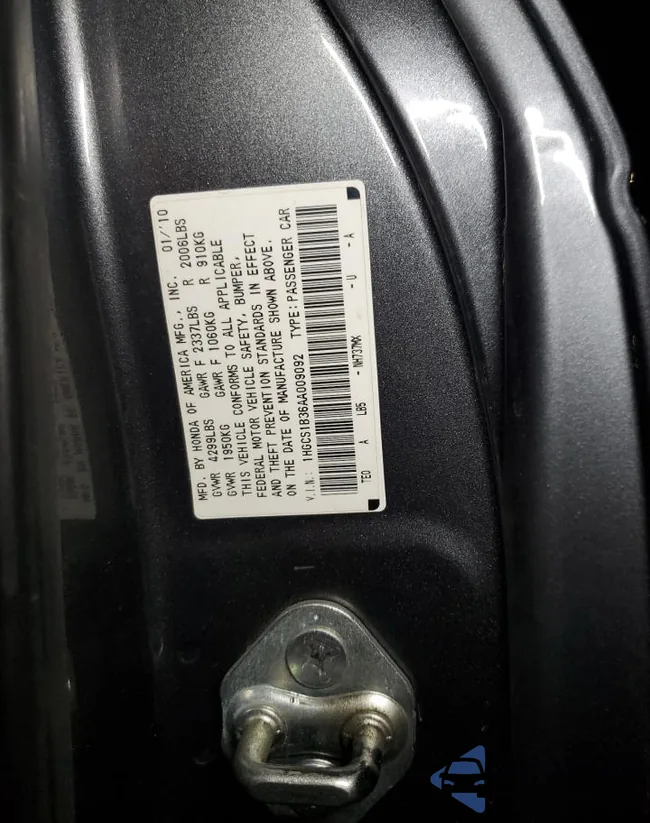 MFD. BY HONDA OF AMERICA MFG., INC. 01/'10
GVWR 4299LBS GAWR F 2337LBS R 2006LBS
GVWR 1950KG GAWR F 1060KG R 910KG
THIS VEHICLE CONFORMS TO ALL APPLICABLE
FEDERAL MOTOR VEHICLE SAFETY, BUMPER,
AND THEFT PREVENTION STANDARDS IN EFFECT
ON THE DATE OF MANUFACTURE SHOWN ABOVE.
V.I.N.: 1HGCS1B36AA009092 TYPE:PASSENGER CAR
TE0 A LB5 - NH737MX - U - A